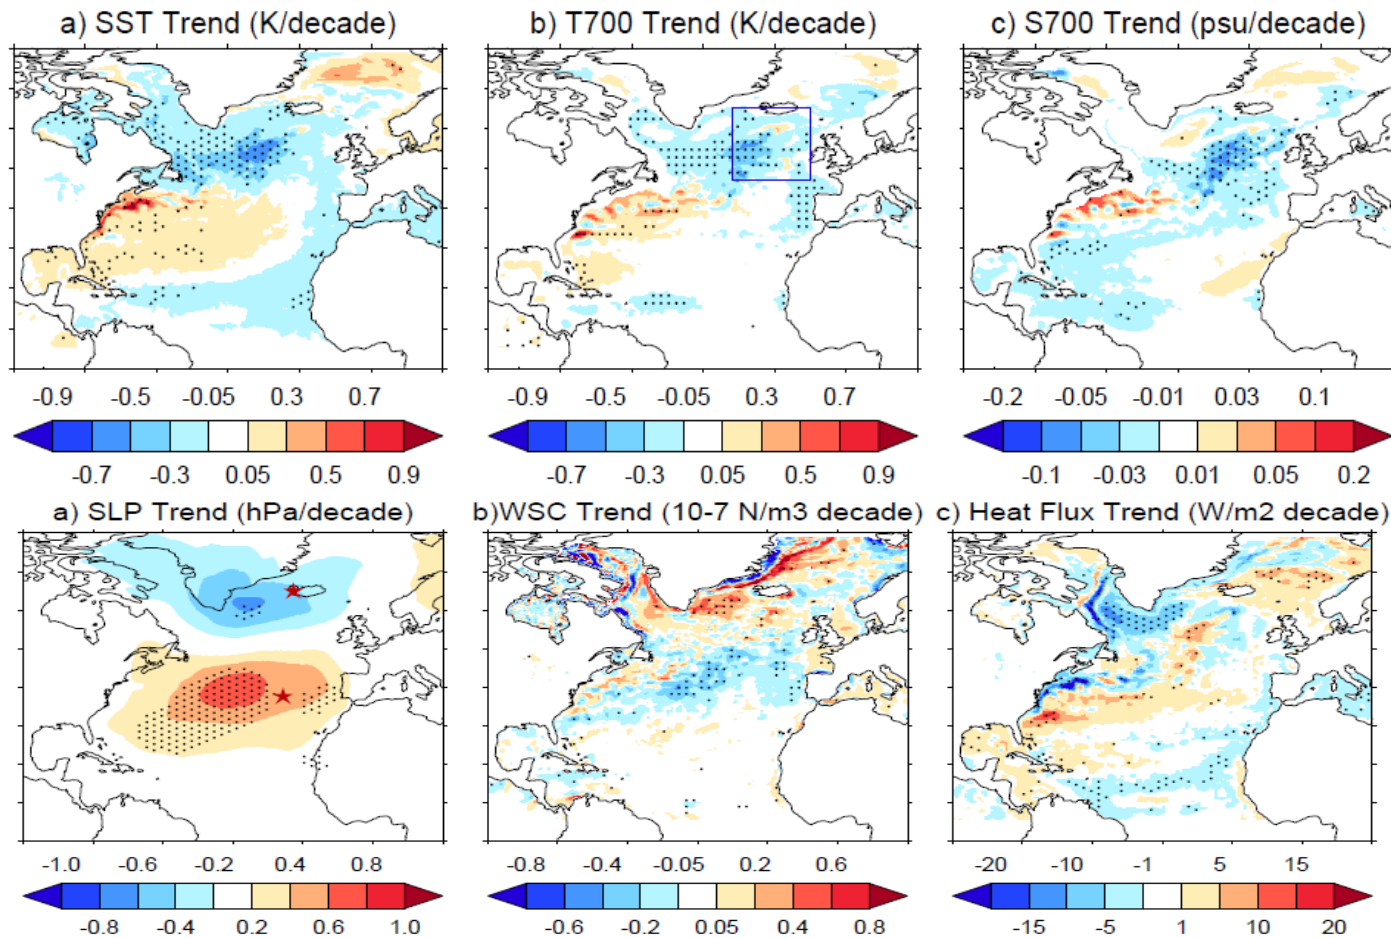 a) SST Trend (K/decade)
b) T700 Trend (K/decade)
c) S700 Trend (psu/decade)
-0.9 -0.5 -0.05 0.3 0.7
-0.9 -0.5 -0.05 0.3 0.7
-0.2 -0.05 -0.01 0.03 0.1
-0.7 -0.3 0.05 0.5 0.9
-0.7 -0.3 0.05 0.5 0.9
-0.1 -0.03 0.01 0.05 0.2
a) SLP Trend (hPa/decade)
b)WSC Trend (10-7 N/m3 decade)
c) Heat Flux Trend (W/m2 decade)
-1.0 -0.6 -0.2 0.4 0.8
-0.8 -0.4 -0.05 0.2 0.6
-20 -10 -1 5 15
-0.8 -0.4 0.2 0.6 1.0
-0.6 -0.2 0.05 0.4 0.8
-15 -5 1 10 20